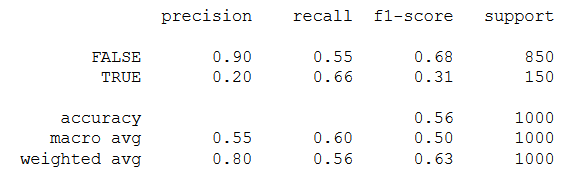 precision recall f1-score support
FALSE 0.90 0.55 0.68 850
TRUE 0.20 0.66 0.31 150
accuracy 0.56 1000
macro avg 0.55 0.60 0.50 1000
weighted avg 0.80 0.56 0.63 1000